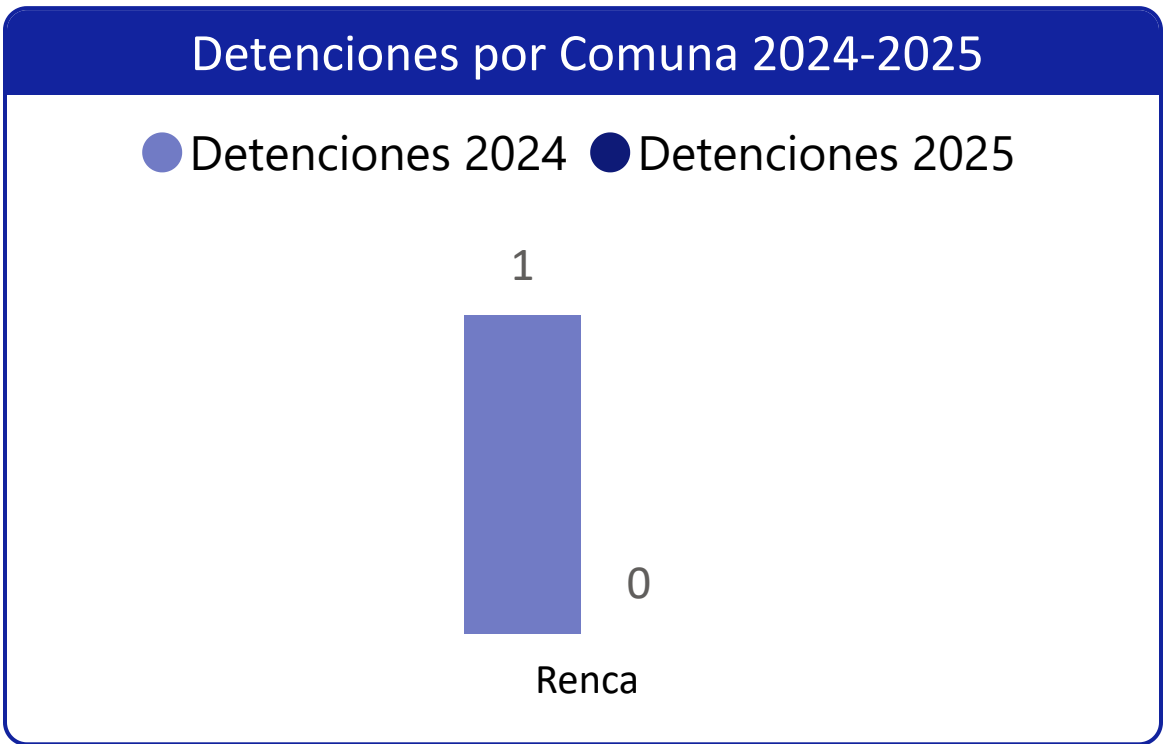 Detenciones por Comuna 2024-2025
Detenciones 2024 Detenciones 2025
1
0
Renca